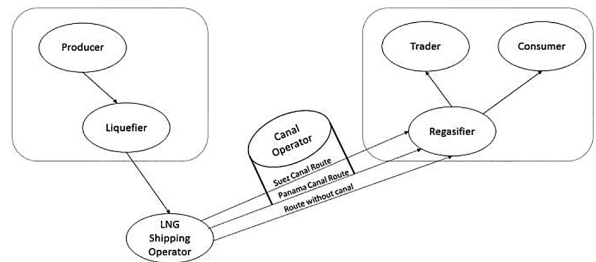 Producer
Trader
Consumer
Liquefier
Canal
Operator
Regasifier
Suez Canal Route
Panama Canal Route
Route without canal
LNG
Shipping
Operator